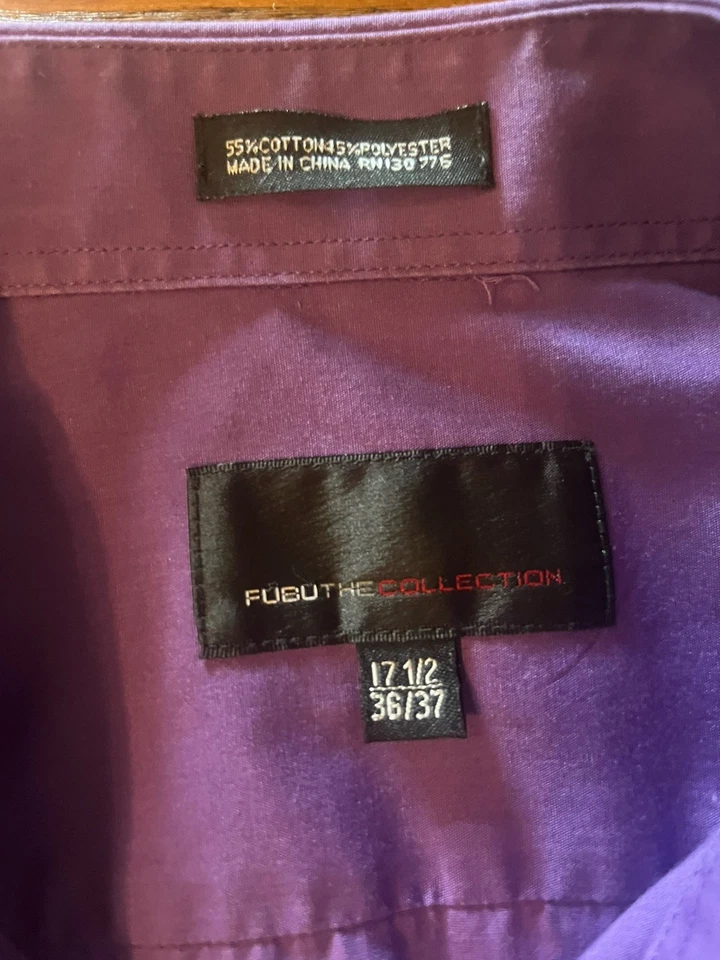 55%COTTON45%POLYESTER
MADE IN CHINA RN130776
FUBUTHECOLLECTION
17 1/2
36/37